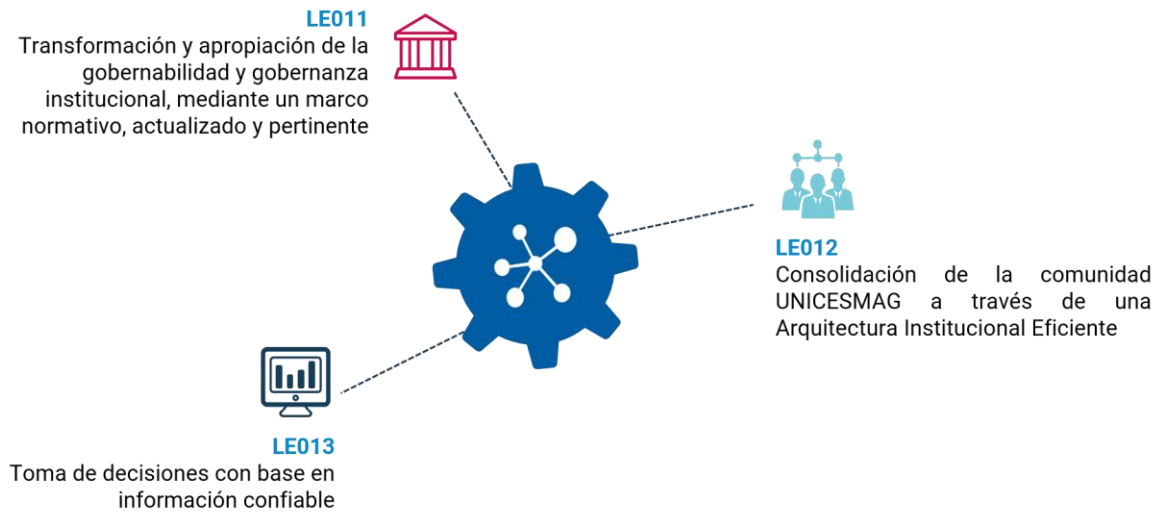 LE011
Transformación y apropiación de la
gobernabilidad y gobernanza
institucional, mediante un marco
normativo, actualizado y pertinente
LE012
Consolidación de la comunidad
UNICESMAG a través de una
Arquitectura Institucional Eficiente
LE013
Toma de decisiones con base en
información confiable